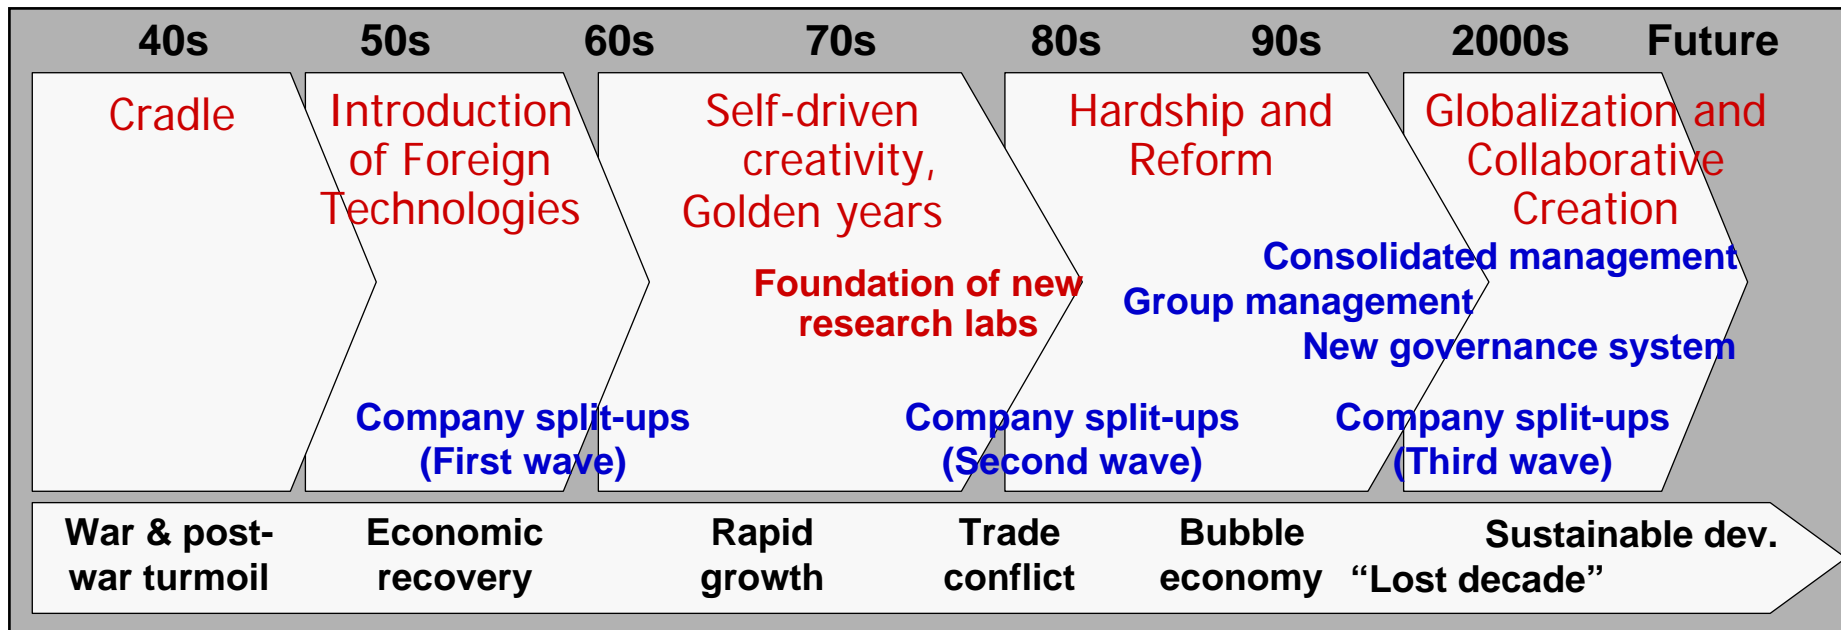 40s 50s 60s 70s 80s 90s 2000s Future
Cradle
Introduction
of Foreign
Technologies
Self-driven
creativity,
Golden years
Foundation of new
research labs
Hardship and
Reform
Globalization and
Collaborative
Creation
Consolidated management
Group management
New governance system
Company split-ups
(First wave)
Company split-ups
(Second wave)
Company split-ups
(Third wave)
War & post-
war turmoil
Economic
recovery
Rapid
growth
Trade
conflict
Bubble
economy
Sustainable dev.
“Lost decade”